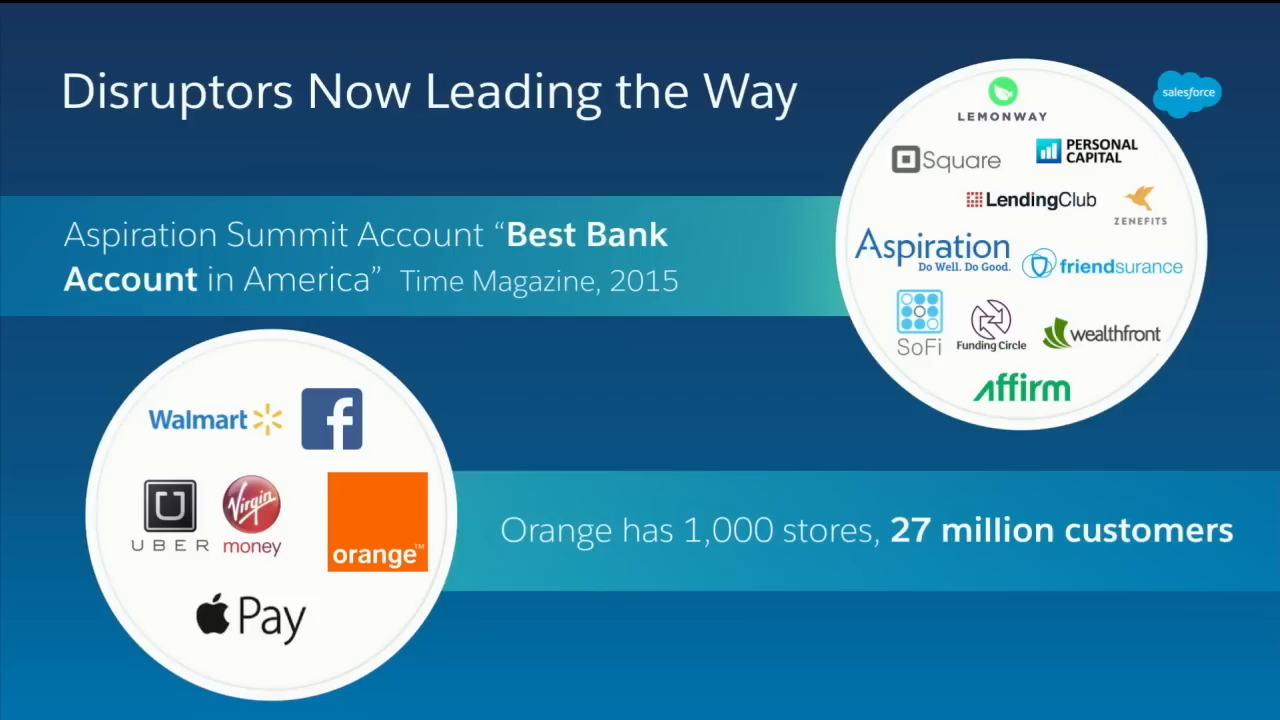 Disruptors Now Leading the Way
salesforce
LEMONWAY
Square
PERSONAL
CAPITAL
LendingClub
ZENEFITS
Aspiration
Do Well. Do Good.
friendsurance
SoFi
Funding Circle
wealthfront
Affirm
Aspiration Summit Account “Best Bank
Account in America” Time Magazine, 2015
Walmart
f
U
UBER
Virgin
money
orange™
Pay
Orange has 1,000 stores, 27 million customers